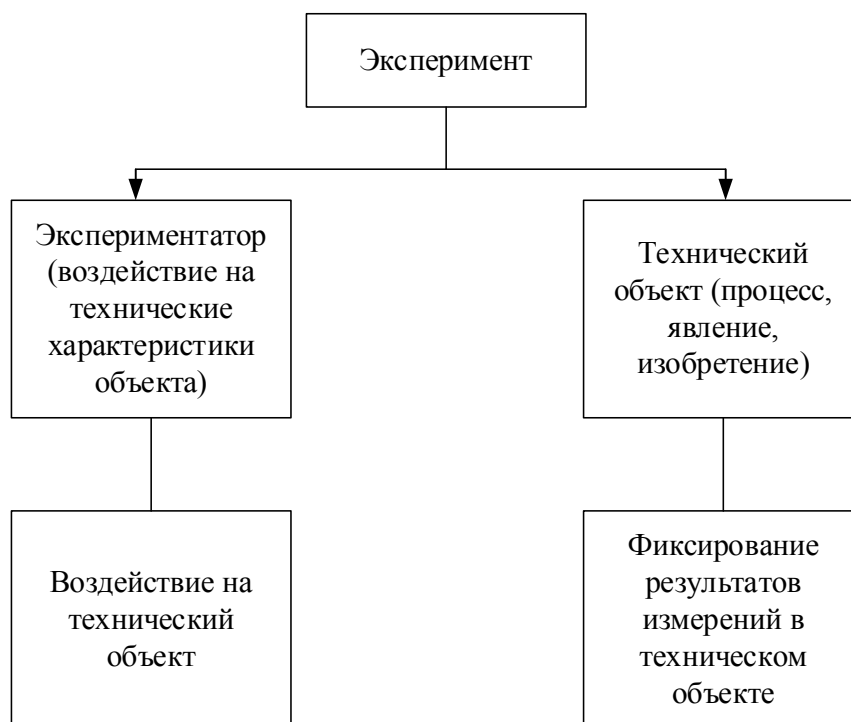 Эксперимент
Экспериментатор
(воздействие на
технические
характеристики
объекта)
Технический
объект (процесс,
явление,
изобретение)
Воздействие на
технический
объект
Фиксирование
результатов
измерений в
техническом
объекте